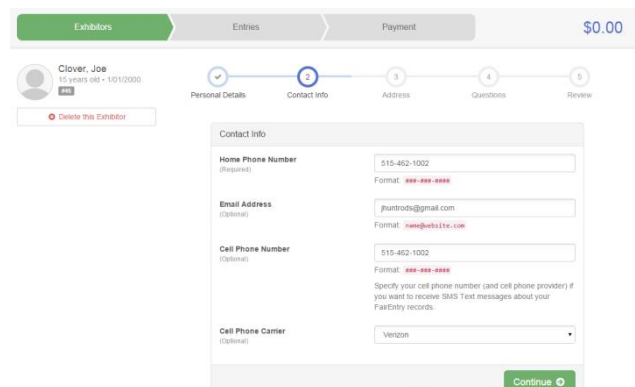 Exhibitors Entries Payment $0.00
Clover, Joe
15 years old - 1/01/2000
#45
Delete this Exhibitor
2 3 4 5
Personal Details Contact Info Address Questions Review
Contact Info
Home Phone Number
(Required)
515-462-1002
Format: ###-###-####
Email Address
(Optional)
jhuntrods@gmail.com
Format: name@website.com
Cell Phone Number
(Optional)
515-462-1002
Format: ###-###-####
Specify your cell phone number (and cell phone provider) if
you want to receive SMS Text messages about your
FairEntry records.
Cell Phone Carrier
(Optional)
Verizon
Continue